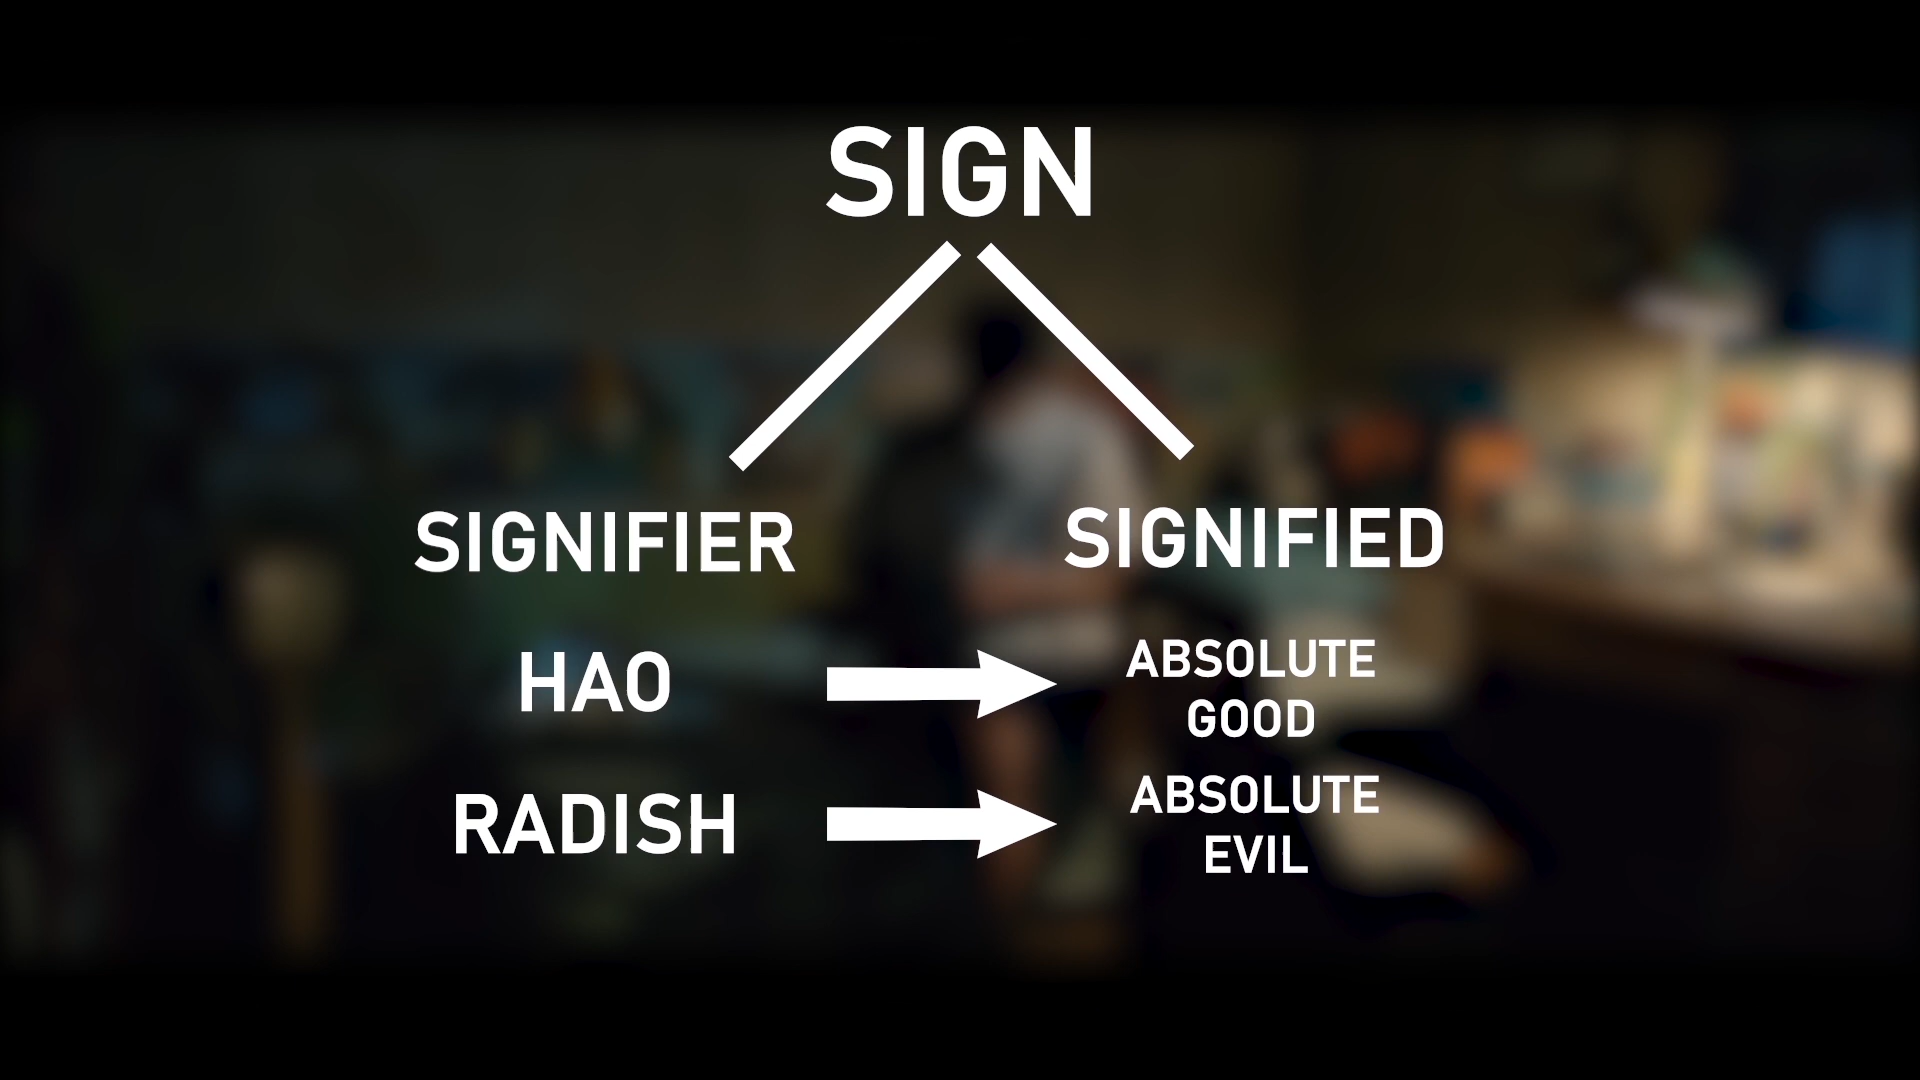 SIGN
SIGNIFIER
SIGNIFIED
HAO
ABSOLUTE
GOOD
RADISH
ABSOLUTE
EVIL